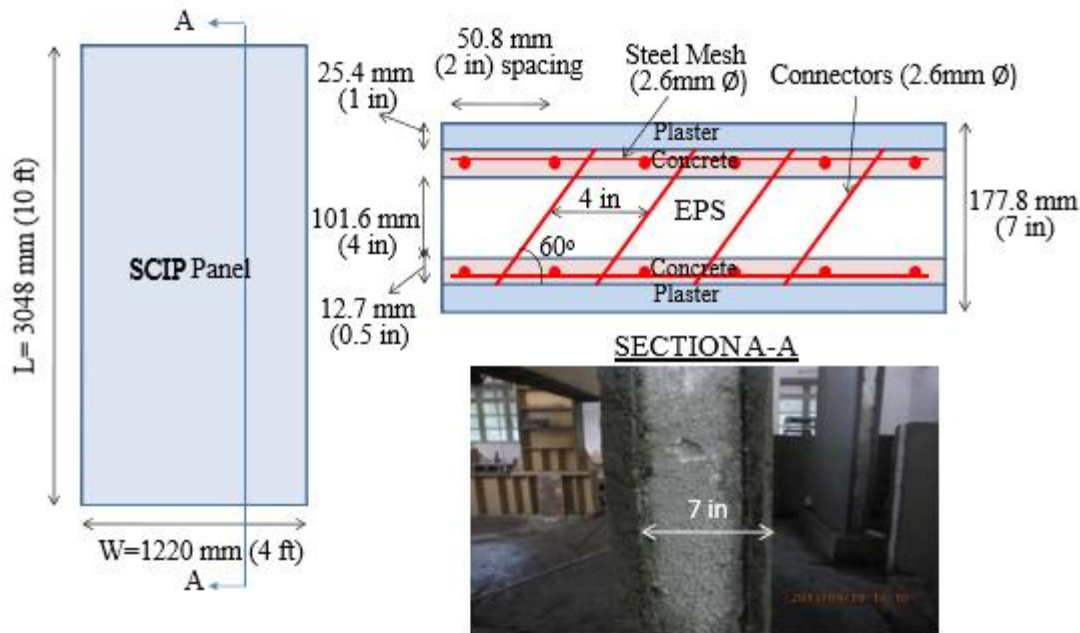 A
50.8 mm
(2 in) spacing
Steel Mesh
(2.6mm Ø)
Connectors (2.6mm Ø)
25.4 mm
(1 in)
Plaster
Concrete
101.6 mm
(4 in)
4 in
EPS
177.8 mm
(7 in)
60º
SCIP Panel
L= 3048 mm (10 ft)
Concrete
Plaster
12.7 mm
(0.5 in)
SECTIONA-A
7 in
W=1220 mm (4 ft)
A